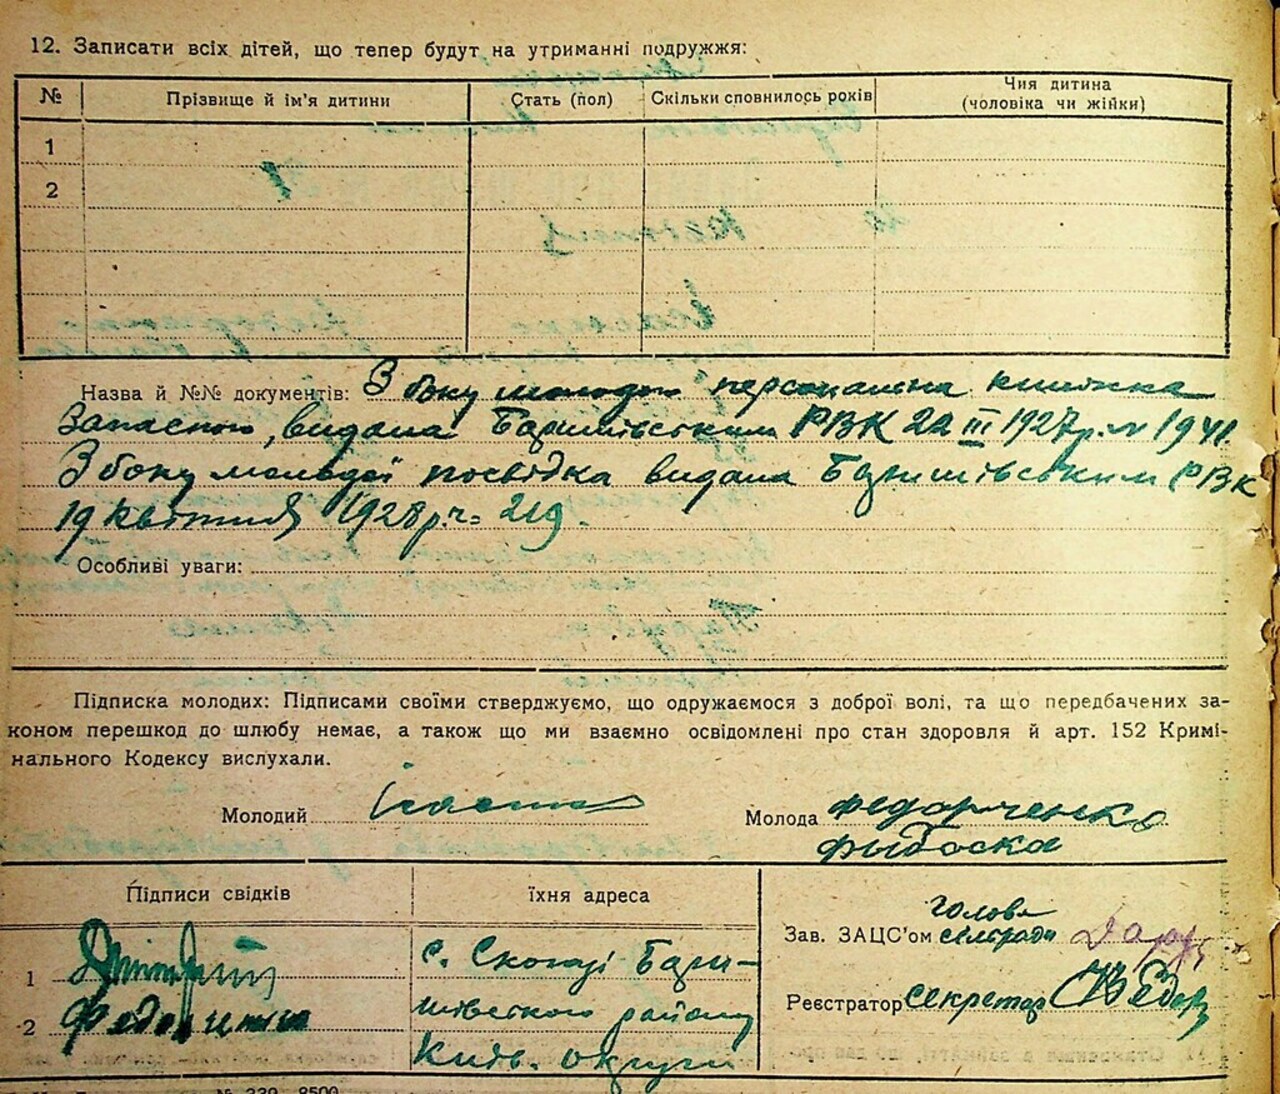 12. Записати всіх дітей, що тепер будут на утриманні подружжя:
№ Прізвище й ім'я дитини Стать (пол) Скільки сповнилось років Чия дитина (чоловіка чи жійки)
1
2
Назва й №№ документів: З боку молодого персональна книжка
Запасного, видана Баришівським РВК 22 III 1927 р. № 1941.
З боку молодої посвідка видана Баришівським РВК
19 квітня 1928 р. ч. 219.
Особливі уваги:
Підписка молодих: Підписами своїми стверджуємо, що одружаємося з доброї волі, та що передбачених за-
коном перешкод до шлюбу немає, а також що ми взаємно освідомлені про стан здоровля й арт. 152 Кримі-
нального Кодексу вислухали.
Молодий
Молода Федорченко
Підписи свідків Їхня адреса
голова
Зав. ЗАЦС'ом сільради
1 Дмитрий с. Скопці Бари-
2 шівського району
Київ. округи
Реєстратор секретар
№ 339—8500